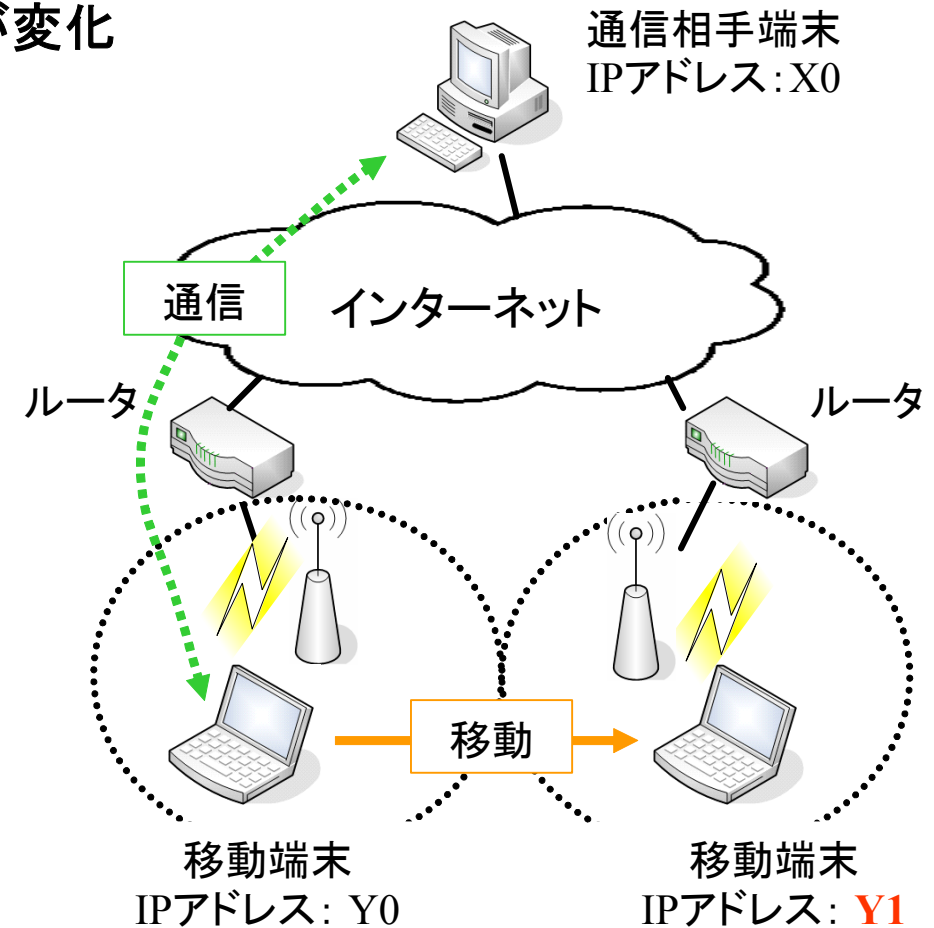 が変化
通信相手端末
IPアドレス：X0
通信
インターネット
ルータ
ルータ
移動
移動端末
IPアドレス： Y0
移動端末
IPアドレス： Y1